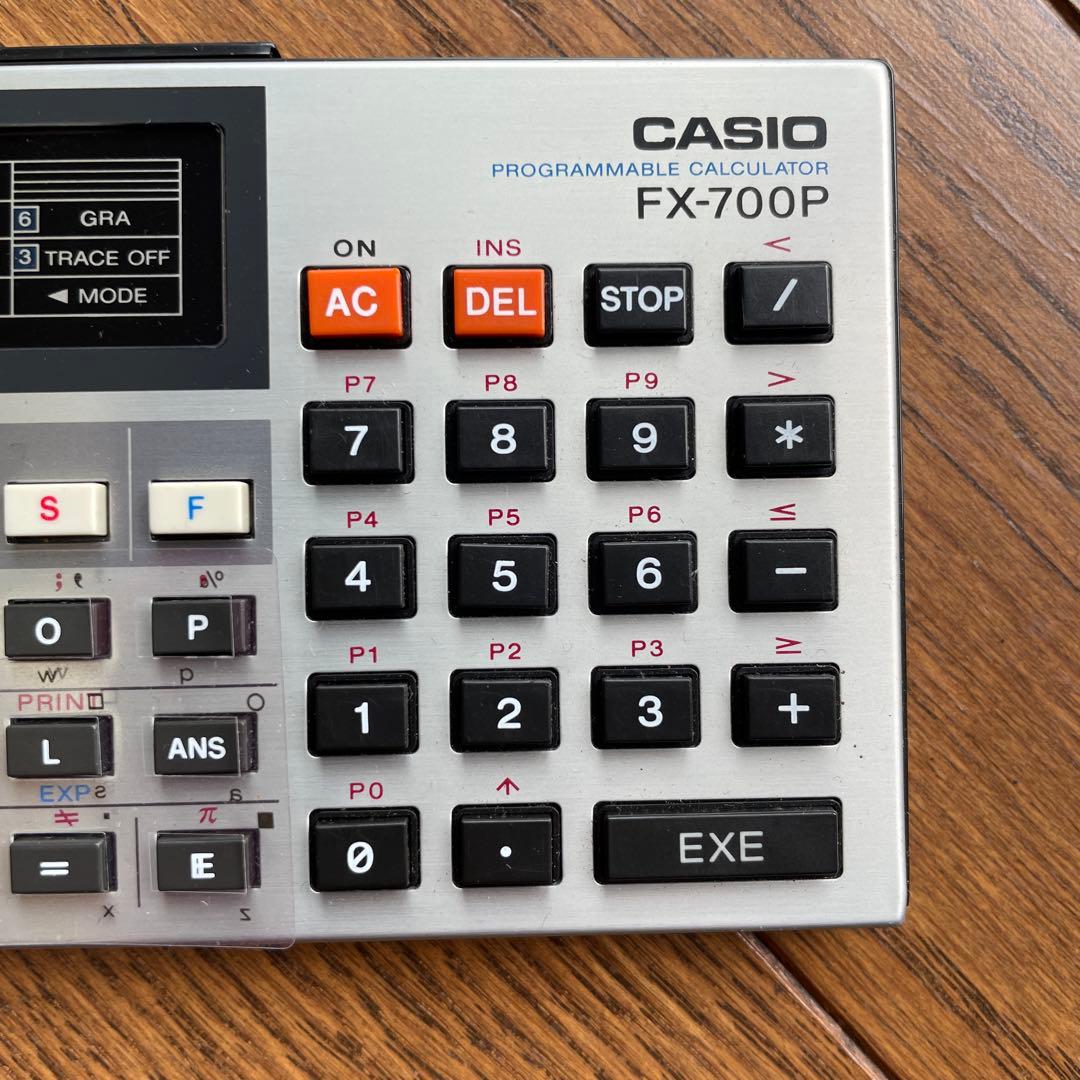 CASIO
PROGRAMMABLE CALCULATOR
FX-700P
6 GRA
3 TRACE OFF
◄ MODE
ON INS <
AC DEL STOP /
P7 P8 P9 >
7 8 9 *
S F
P4 P5 P6 ≤
4 5 6 −
; %
O P
P1 P2 P3 ≥
1 2 3 +
PRIN
L ANS
EXP
P0 ↑
0 . EXE
≠ π
= E